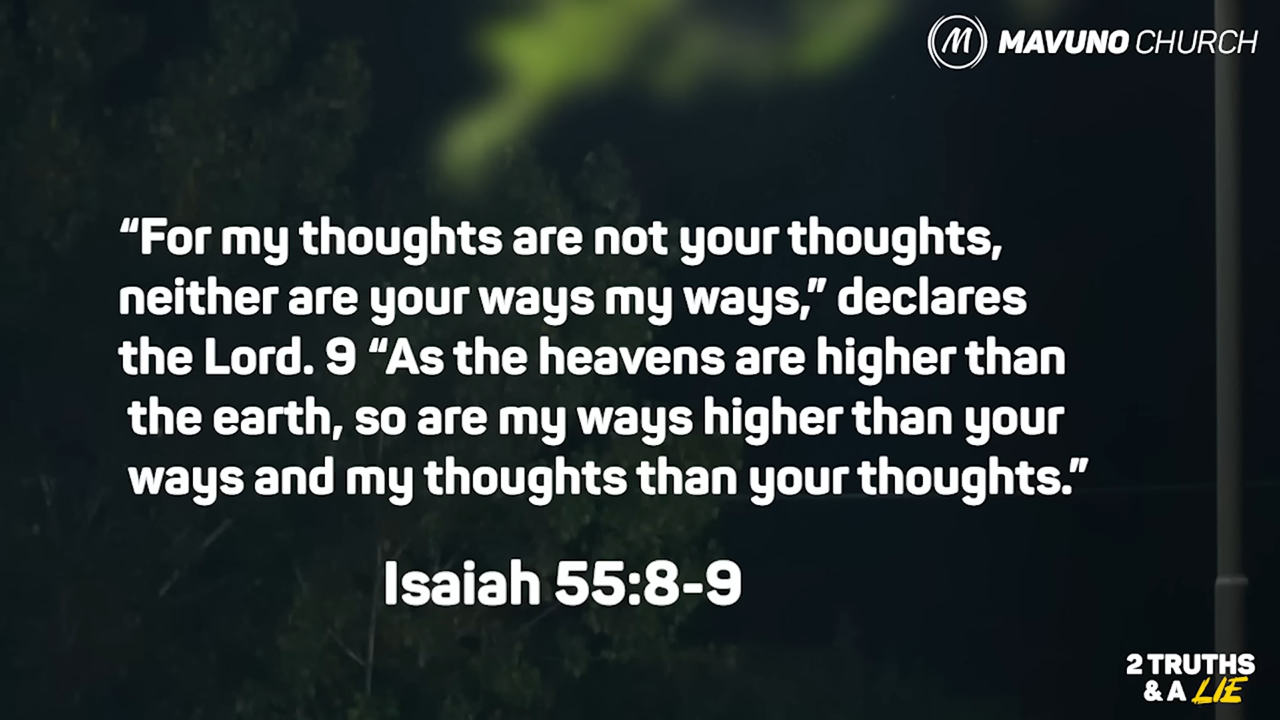 MAVUNO CHURCH
“For my thoughts are not your thoughts,
neither are your ways my ways,” declares
the Lord. 9 “As the heavens are higher than
the earth, so are my ways higher than your
ways and my thoughts than your thoughts.”
Isaiah 55:8-9
2 TRUTHS
& A LIE